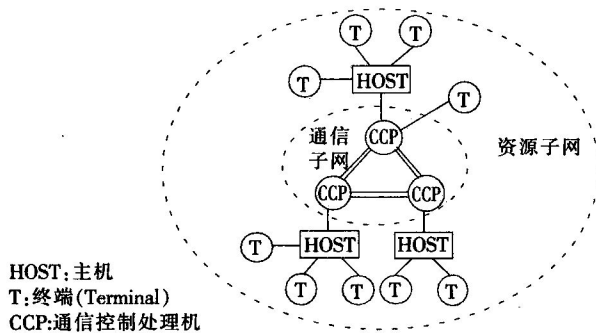 T T
T HOST
T
通信 CCP 资源子网
子网
CCP CCP
T HOST HOST
T T T T
HOST:主机
T:终端(Terminal)
CCP:通信控制处理机